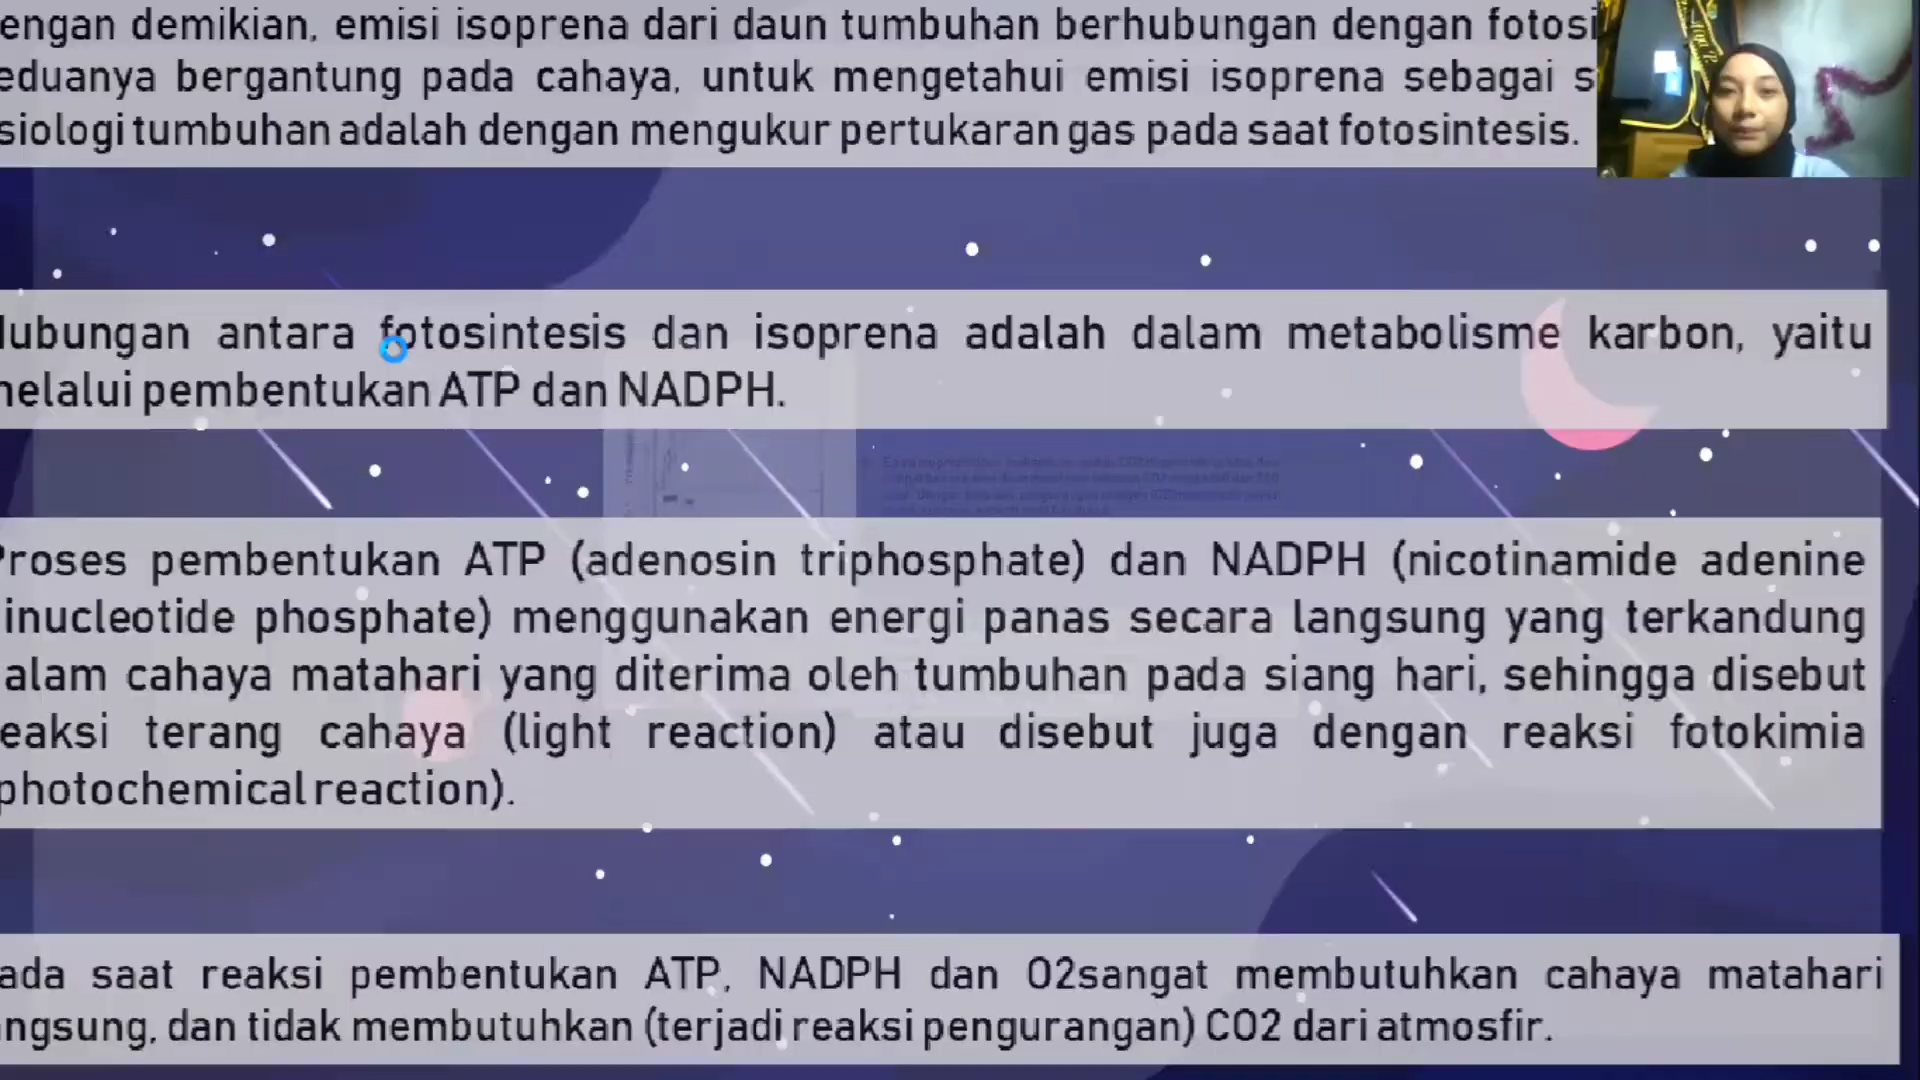 engan demikian, emisi isoprena dari daun tumbuhan berhubungan dengan fotosi
eduanya bergantung pada cahaya, untuk mengetahui emisi isoprena sebagai s
siologi tumbuhan adalah dengan mengukur pertukaran gas pada saat fotosintesis.
ubungan antara fotosintesis dan isoprena adalah dalam metabolisme karbon, yaitu
elalui pembentukan ATP dan NADPH.
Proses pembentukan ATP (adenosin triphosphate) dan NADPH (nicotinamide adenine
inucleotide phosphate) menggunakan energi panas secara langsung yang terkandung
alam cahaya matahari yang diterima oleh tumbuhan pada siang hari, sehingga disebut
eaksi terang cahaya (light reaction) atau disebut juga dengan reaksi fotokimia
photochemical reaction).
ada saat reaksi pembentukan ATP, NADPH dan O2sangat membutuhkan cahaya matahari
ngsung, dan tidak membutuhkan (terjadi reaksi pengurangan) CO2 dari atmosfir.